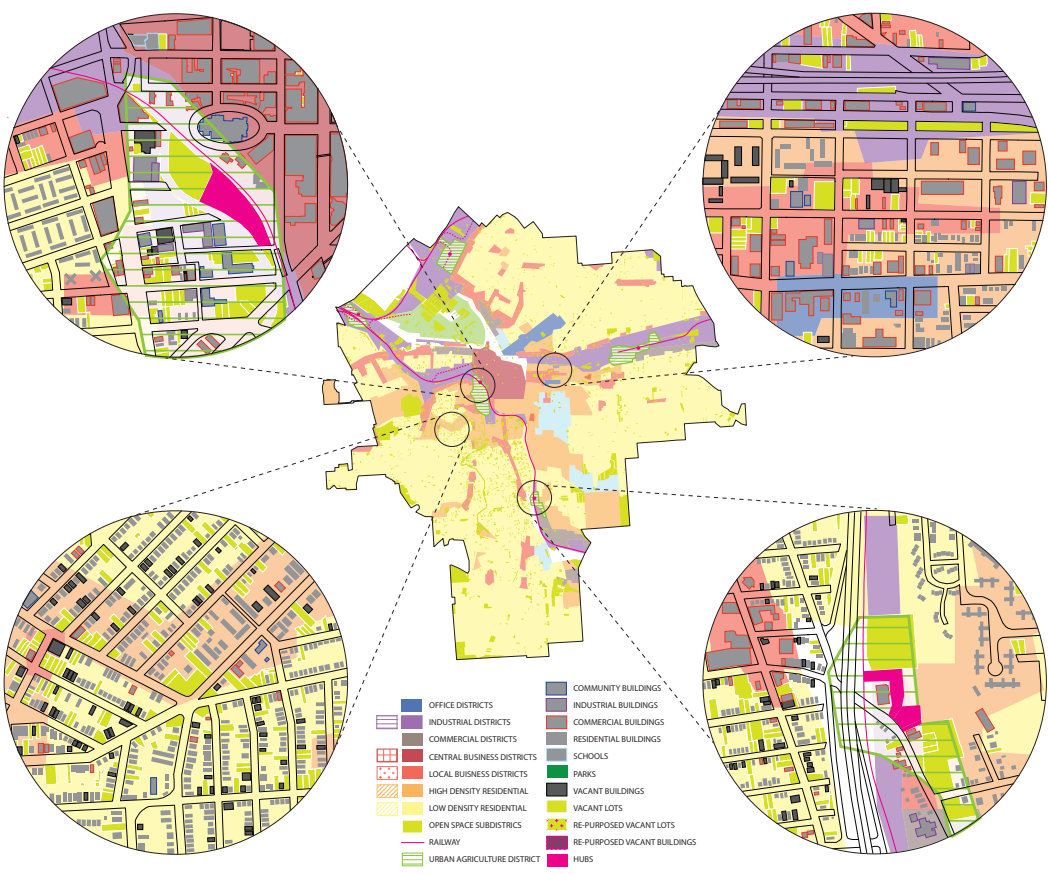 OFFICE DISTRICTS
INDUSTRIAL DISTRICTS
COMMERCIAL DISTRICTS
CENTRAL BUSINESS DISTRICTS
LOCAL BUISNESS DISTRICTS
HIGH DENSITY RESIDENTIAL
LOW DENSITY RESIDENTIAL
OPEN SPACE SUBDISTRICS
RAILWAY
URBAN AGRICULTURE DISTRICT
COMMUNITY BUILDINGS
INDUSTRIAL BUILDINGS
COMMERCIAL BUILDINGS
RESIDENTIAL BUILDINGS
SCHOOLS
PARKS
VACANT BUILDINGS
VACANT LOTS
RE-PURPOSED VACANT LOTS
RE-PURPOSED VACANT BUILDINGS
HUBS